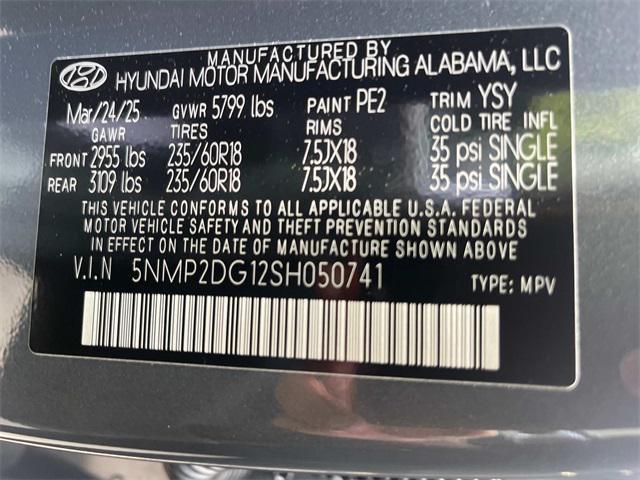 MANUFACTURED BY
HYUNDAI MOTOR MANUFACTURING ALABAMA, LLC
Mar/24/25 GVWR 5799 lbs PAINT PE2 TRIM YSY
GAWR TIRES RIMS COLD TIRE INFL
FRONT 2955 lbs 235/60R18 7.5JX18 35 psi SINGLE
REAR 3109 lbs 235/60R18 7.5JX18 35 psi SINGLE
THIS VEHICLE CONFORMS TO ALL APPLICABLE U.S.A. FEDERAL
MOTOR VEHICLE SAFETY AND THEFT PREVENTION STANDARDS
IN EFFECT ON THE DATE OF MANUFACTURE SHOWN ABOVE.
V.I.N 5NMP2DG12SH050741 TYPE: MPV